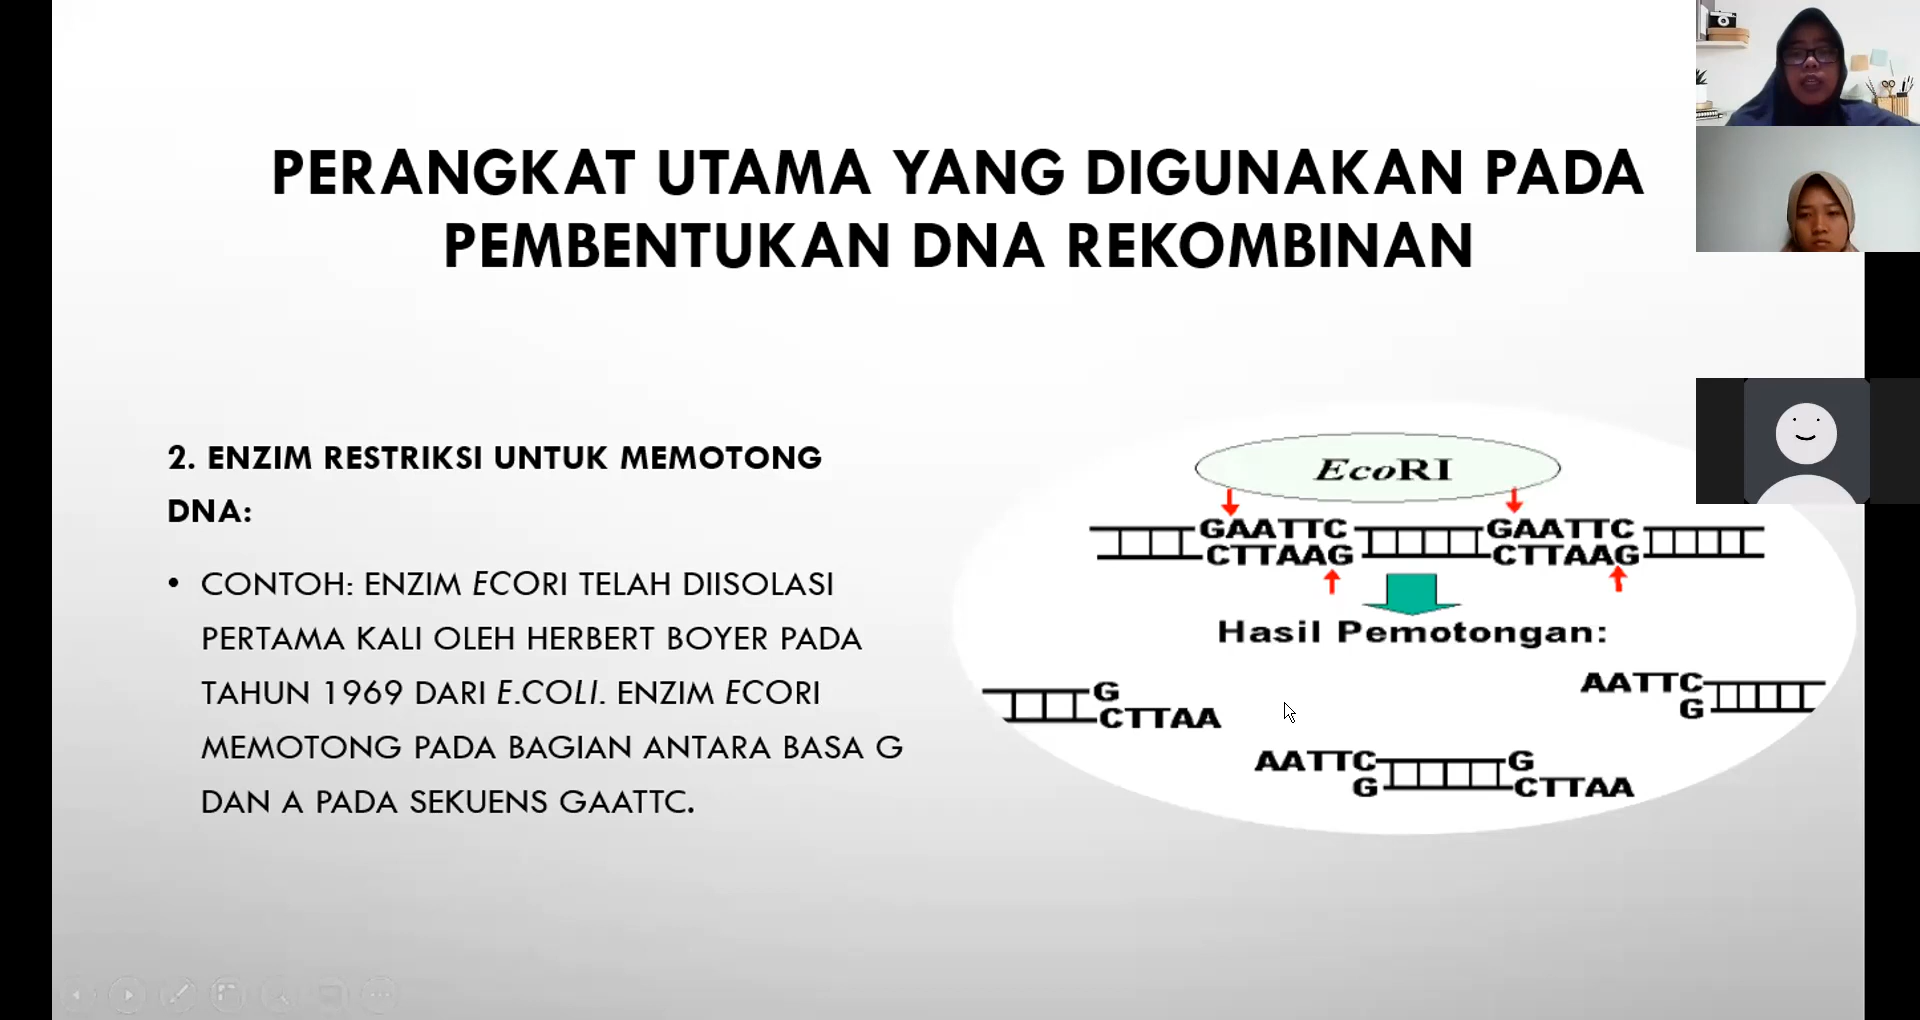 PERANGKAT UTAMA YANG DIGUNAKAN PADA
PEMBENTUKAN DNA REKOMBINAN
2. ENZIM RESTRIKSI UNTUK MEMOTONG
DNA:
• CONTOH: ENZIM ECORI TELAH DIISOLASI
PERTAMA KALI OLEH HERBERT BOYER PADA
TAHUN 1969 DARI E.COLI. ENZIM ECORI
MEMOTONG PADA BAGIAN ANTARA BASA G
DAN A PADA SEKUENS GAATTC.
EcoRI
GAATTC GAATTC
CTTAAG CTTAAG
Hasil Pemotongan:
G
CTTAA
AATTC
G
AATTC G
G CTTAA